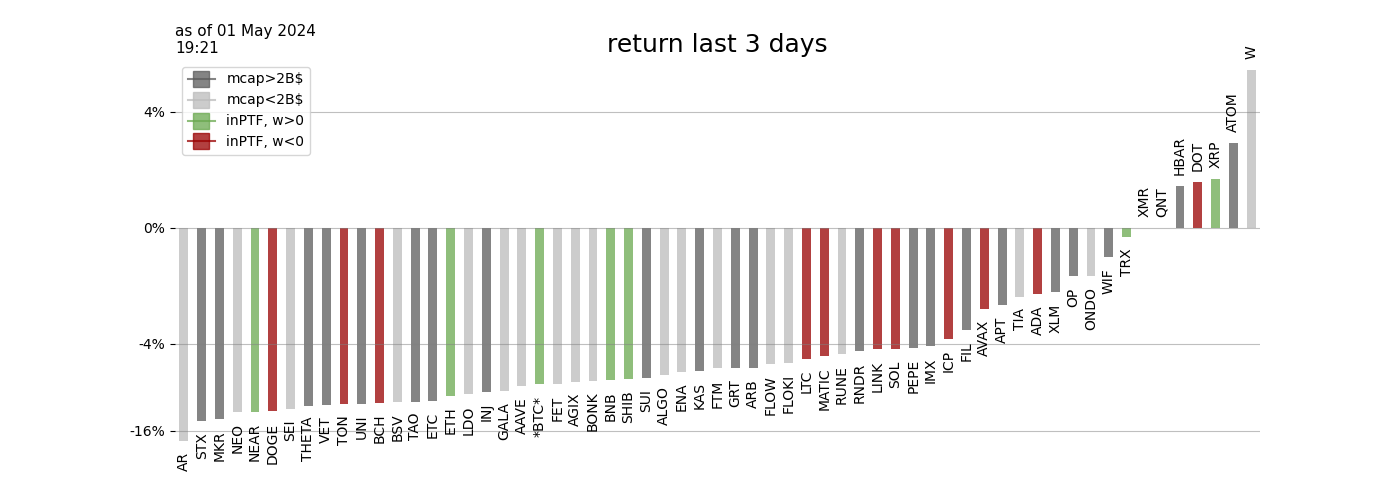 as of 01 May 2024
19:21
return last 3 days
mcap>2B$
mcap<2B$
inPTF, w>0
inPTF, w<0
4%
0%
-4%
-16%
AR
STX
MKR
NEO
NEAR
DOGE
SEI
THETA
VET
TON
UNI
BCH
BSV
TAO
ETC
ETH
LDO
INJ
GALA
AAVE
*BTC*
FET
AGIX
BONK
BNB
SHIB
SUI
ALGO
ENA
KAS
FTM
GRT
ARB
FLOW
FLOKI
LTC
MATIC
RUNE
RNDR
LINK
SOL
PEPE
IMX
ICP
FIL
AVAX
APT
TIA
ADA
XLM
OP
ONDO
WIF
TRX
XMR
QNT
HBAR
DOT
XRP
ATOM
W